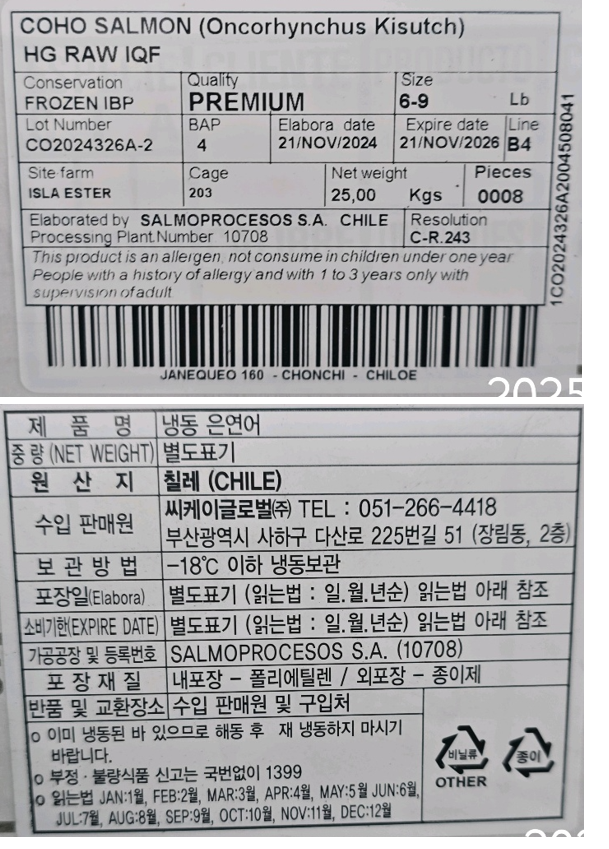 COHO SALMON (Oncorhynchus Kisutch)
HG RAW IQF
Conservation Quality Size
FROZEN IBP PREMIUM 6-9 Lb
Lot Number BAP Elabora date Expire date Line
CO2024326A-2 4 21/NOV/2024 21/NOV/2026 B4
Site farm Cage Net weight Pieces
ISLA ESTER 203 25,00 Kgs 0008
Elaborated by SALMOPROCESOS S.A. CHILE Resolution
Processing Plant Number 10708 C-R.243
This product is an allergen, not consume in children under one year
People with a history of allergy and with 1 to 3 years only with
supervision of adult
1CO2024326A2004508041
JANEQUEO 160 - CHONCHI - CHILOE
2025
제 품 명 냉동 은연어
중 량 (NET WEIGHT) 별도표기
원 산 지 칠레 (CHILE)
수입 판매원 씨케이글로벌㈜ TEL : 051-266-4418
부산광역시 사하구 다산로 225번길 51 (장림동, 2층)
보 관 방 법 -18℃ 이하 냉동보관
포장일(Elabora) 별도표기 (읽는법 : 일.월.년순) 읽는법 아래 참조
소비기한(EXPIRE DATE) 별도표기 (읽는법 : 일.월.년순) 읽는법 아래 참조
가공공장 및 등록번호 SALMOPROCESOS S.A. (10708)
포 장 재 질 내포장 - 폴리에틸렌 / 외포장 - 종이제
반품 및 교환장소 수입 판매원 및 구입처
o 이미 냉동된 바 있으므로 해동 후 재 냉동하지 마시기
바랍니다.
o 부정·불량식품 신고는 국번없이 1399
o 읽는법 JAN:1월, FEB:2월, MAR:3월, APR:4월, MAY:5월 JUN:6월,
JUL:7월, AUG:8월, SEP:9월, OCT:10월, NOV:11월, DEC:12월
비닐류 종이
OTHER